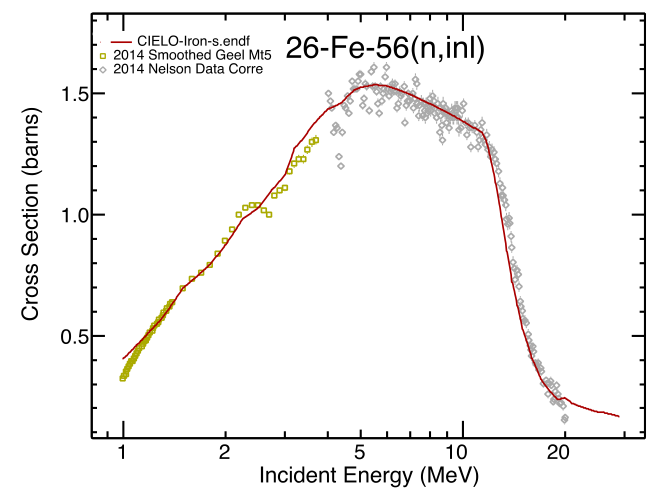 CIELO-Iron-s.endf
2014 Smoothed Geel Mt5
2014 Nelson Data Corre
26-Fe-56(n,inl)
Cross Section (barns)
1.5
1.0
0.5
1 2 5 10 20
Incident Energy (MeV)